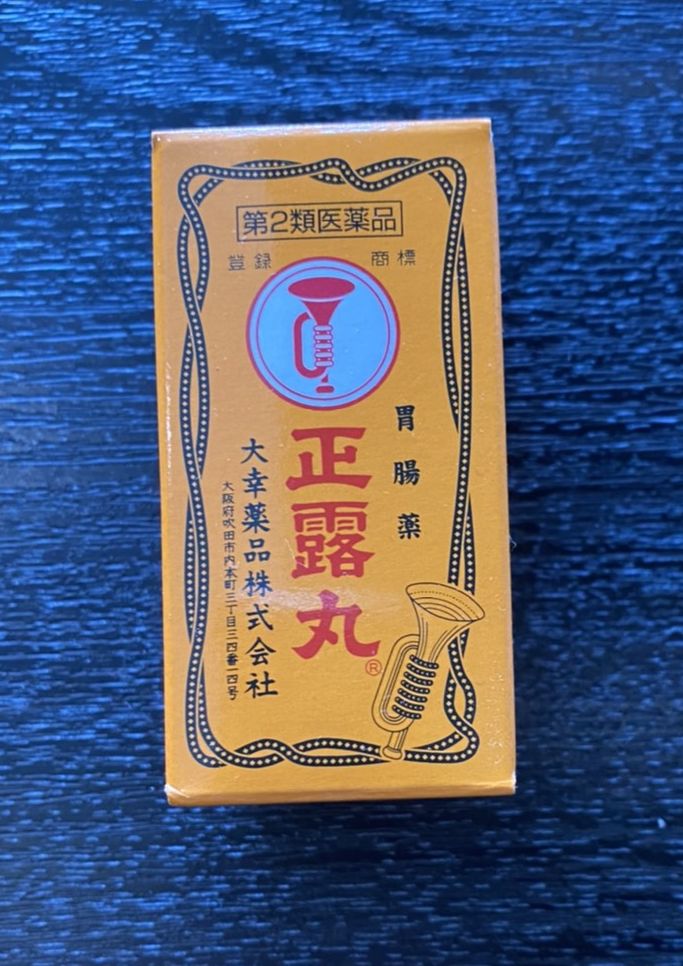 第2類医薬品
登録 商標
胃腸薬
正露丸
®
大幸薬品株式会社
大阪府吹田市内本町三丁目三四番一四号